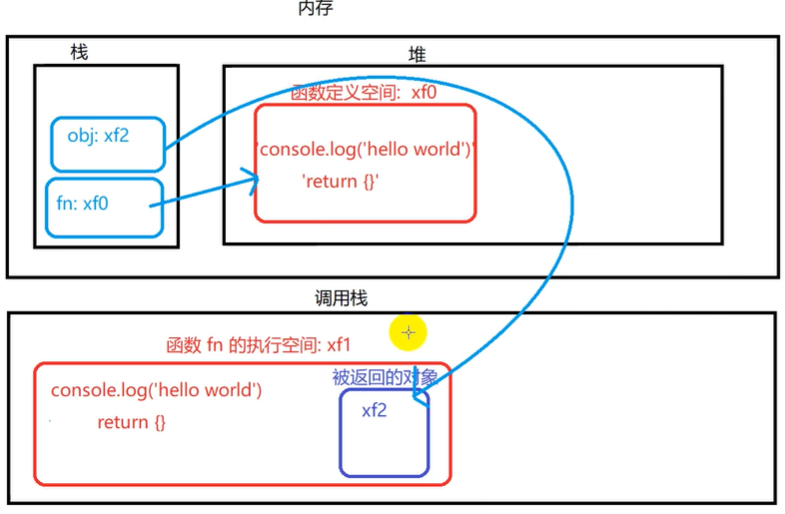 内存
栈
堆
函数定义空间: xf0
obj: xf2
'console.log('hello world')'
'return {}'
fn: xf0
调用栈
函数 fn 的执行空间: xf1
被返回的对象
console.log('hello world')
xf2
return {}